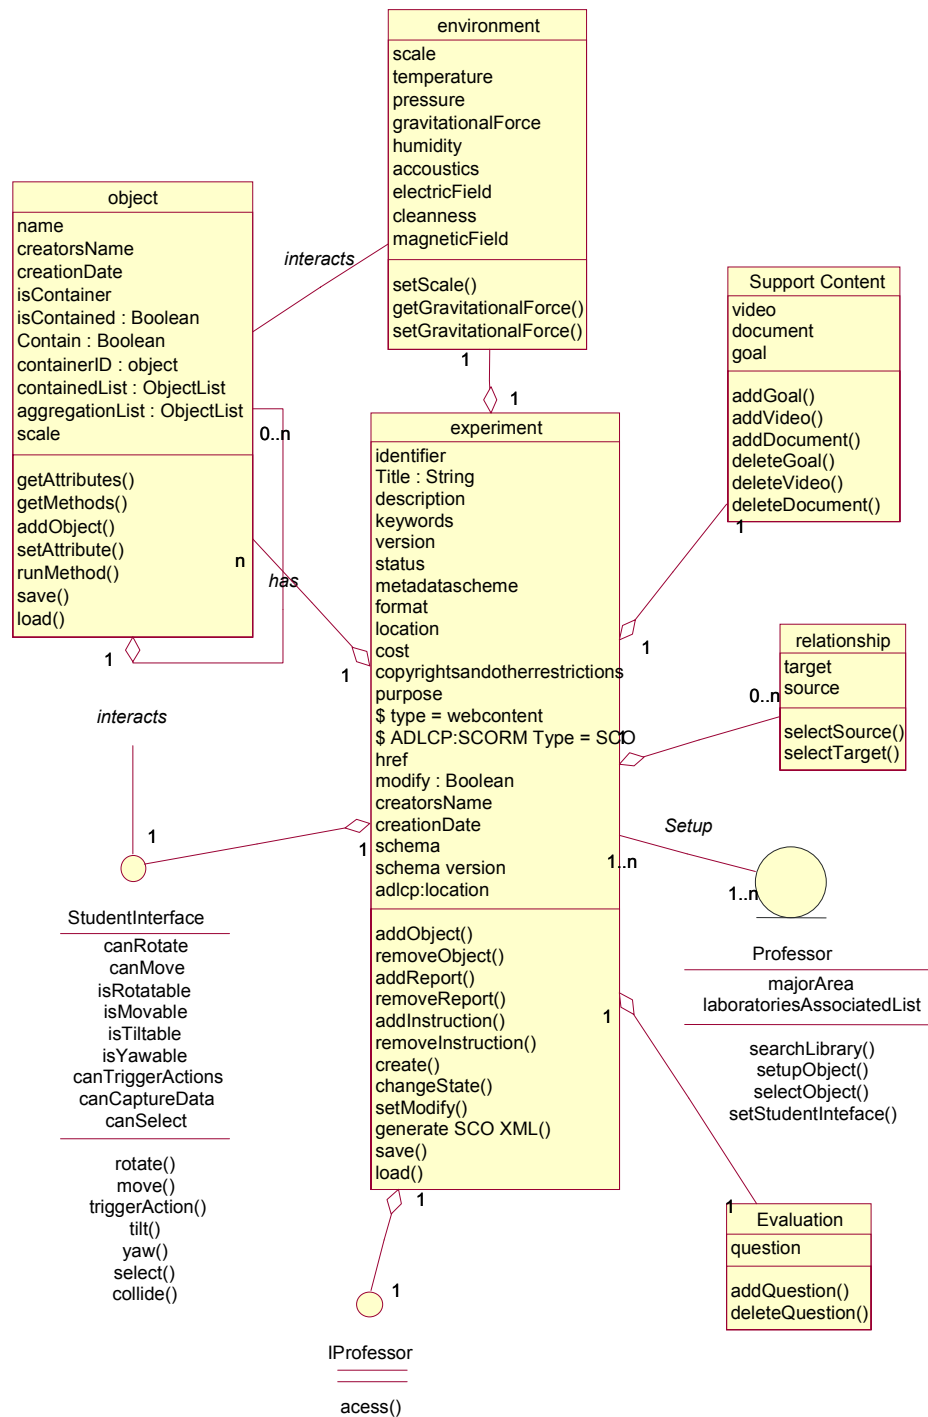 environment
scale
temperature
pressure
gravitationalForce
humidity
accoustics
electricField
cleanness
magneticField
setScale()
getGravitationalForce()
setGravitationalForce()
1
1
object
name
creatorsName
creationDate
isContainer
isContained : Boolean
Contain : Boolean
containerID : object
containedList : ObjectList
aggregationList : ObjectList
scale
getAttributes()
getMethods()
addObject()
setAttribute()
runMethod()
save()
load()
interacts
0..n
n
has
1
1
Support Content
video
document
goal
addGoal()
addVideo()
addDocument()
deleteGoal()
deleteVideo()
deleteDocument()
1
1
experiment
identifier
Title : String
description
keywords
version
status
metadatascheme
format
location
cost
copyrightsandotherrestrictions
purpose
$ type = webcontent
$ ADLCP:SCORM Type = SCO
href
modify : Boolean
creatorsName
creationDate
schema
schema version
adlcp:location
addObject()
removeObject()
addReport()
removeReport()
addInstruction()
removeInstruction()
create()
changeState()
setModify()
generate SCO XML()
save()
load()
relationship
target
source
selectSource()
selectTarget()
0..n
1
interacts
1
1
StudentInterface
canRotate
canMove
isRotatable
isMovable
isTiltable
isYawable
canTriggerActions
canCaptureData
canSelect
rotate()
move()
triggerAction()
tilt()
yaw()
select()
collide()
Setup
1..n
1..n
Professor
majorArea
laboratoriesAssociatedList
searchLibrary()
setupObject()
selectObject()
setStudentInteface()
1
1
Evaluation
question
addQuestion()
deleteQuestion()
1
1
IProfessor
acess()